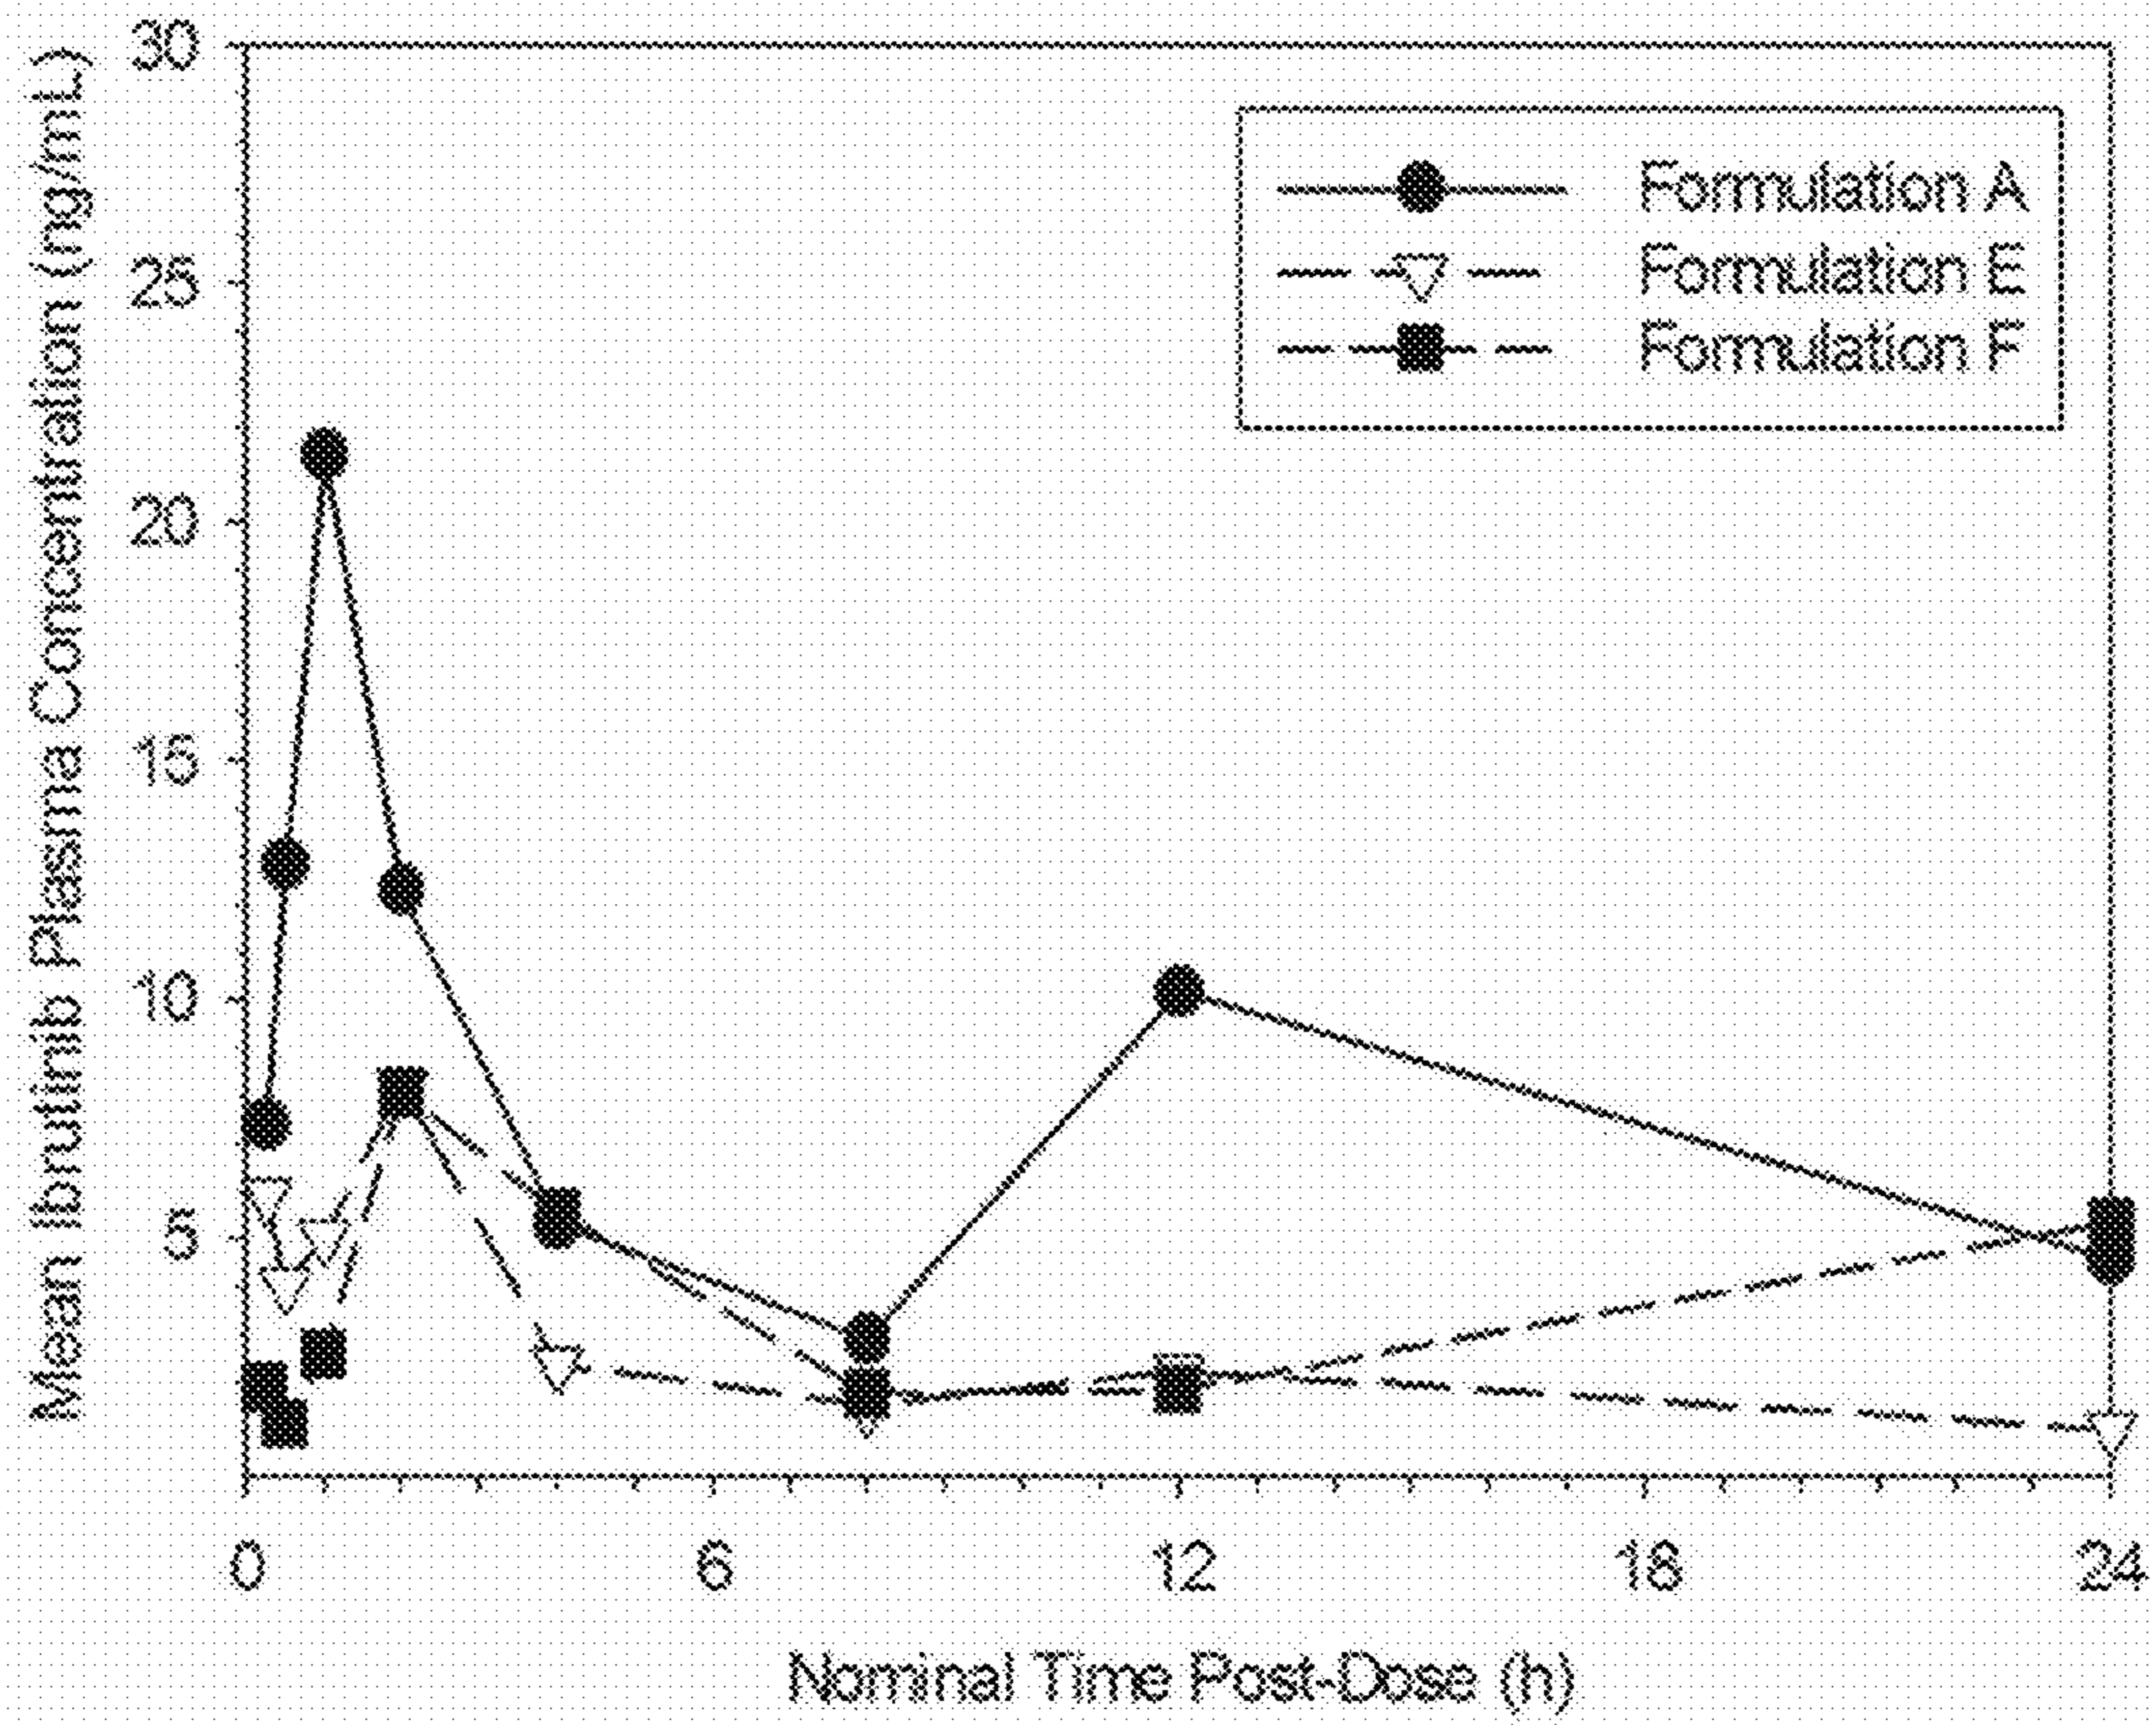 Mean Ibrutinib Plasma Concentration (ng/mL)
30
25
20
15
10
5
Formulation A
Formulation E
Formulation F
0 6 12 18 24
Nominal Time Post-Dose (h)